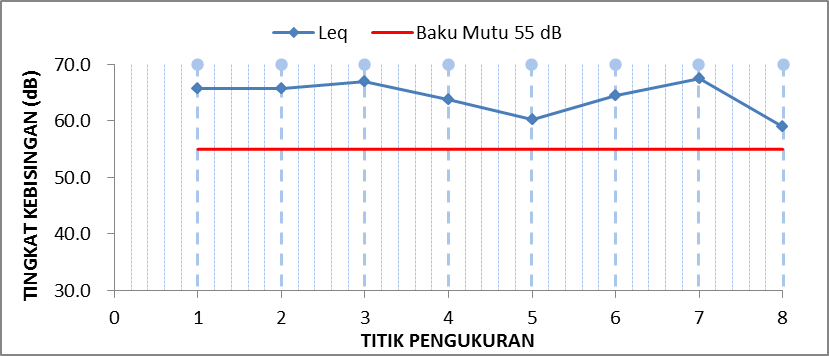 Leq Baku Mutu 55 dB
TINGKAT KEBISINGAN (dB)
70.0
60.0
50.0
40.0
30.0
0 1 2 3 4 5 6 7 8
TITIK PENGUKURAN